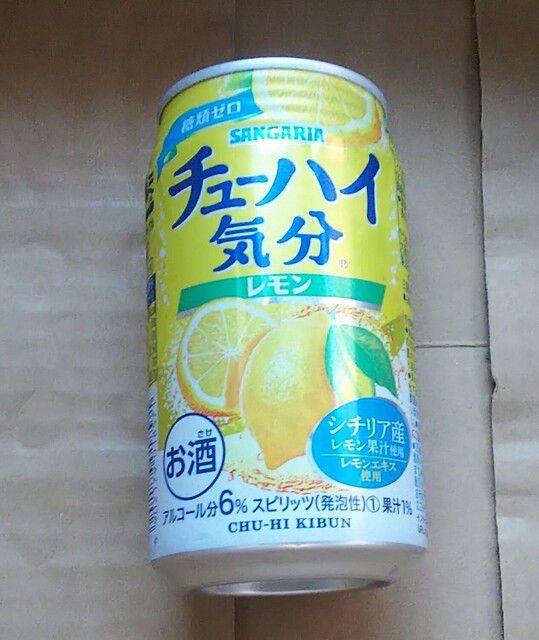 糖類ゼロ
SANGARIA
チューハイ
気分®
レモン
シチリア産
レモン果汁使用
レモンエキス
使用
さけ
お酒
アルコール分6% スピリッツ(発泡性)① 果汁1%
CHU-HI KIBUN